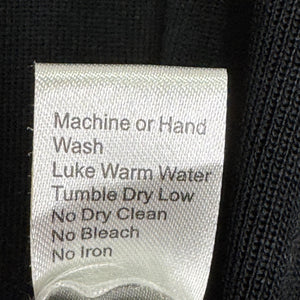 Machine or Hand
Wash
Luke Warm Water
Tumble Dry Low
No Dry Clean
No Bleach
No Iron